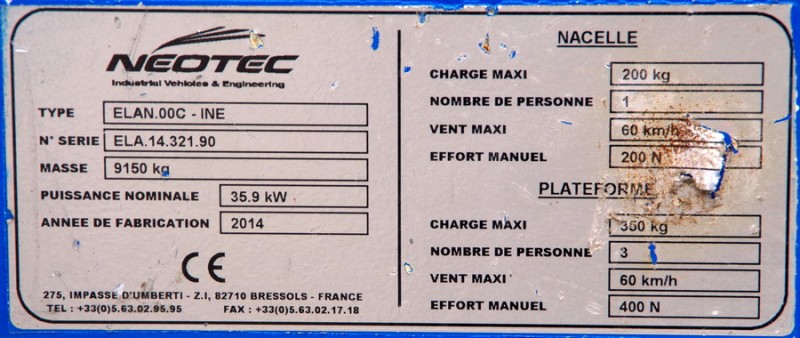 NEOTEC
Industrial Vehicles & Engineering
TYPE ELAN.00C - INE
N° SERIE ELA.14.321.90
MASSE 9150 kg
PUISSANCE NOMINALE 35.9 kW
ANNEE DE FABRICATION 2014
CE
275, IMPASSE D'UMBERTI - Z.I, 82710 BRESSOLS - FRANCE
TEL : +33(0)5.63.02.95.95 FAX : +33(0)5.63.02.17.18
NACELLE
CHARGE MAXI 200 kg
NOMBRE DE PERSONNE 1
VENT MAXI 60 km/h
EFFORT MANUEL 200 N
PLATEFORME
CHARGE MAXI 350 kg
NOMBRE DE PERSONNE 3
VENT MAXI 60 km/h
EFFORT MANUEL 400 N